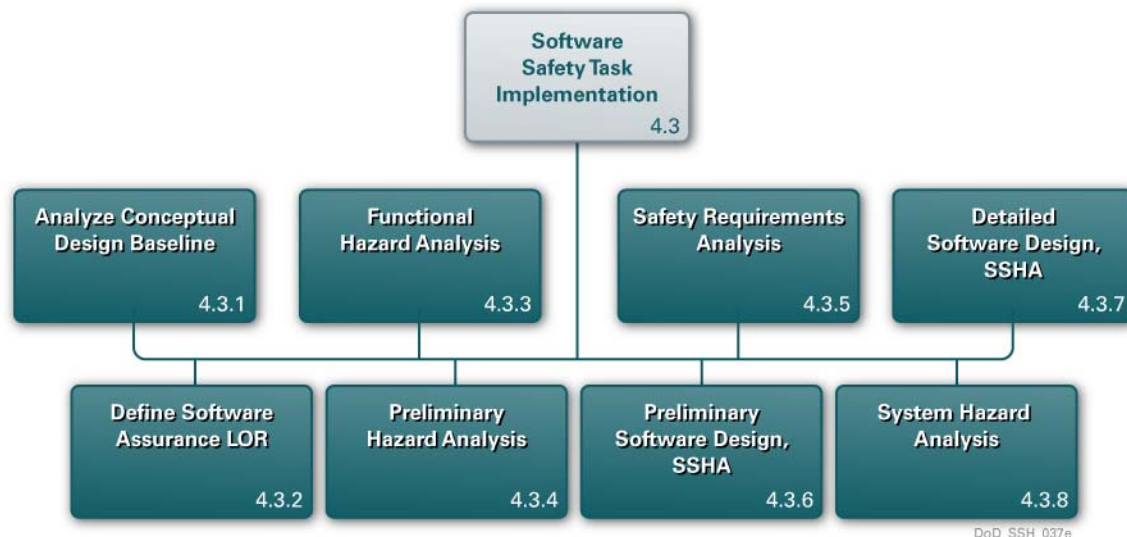 Software
Safety Task
Implementation
4.3
Analyze Conceptual
Design Baseline
4.3.1
Functional
Hazard Analysis
4.3.3
Safety Requirements
Analysis
4.3.5
Detailed
Software Design,
SSHA
4.3.7
Define Software
Assurance LOR
4.3.2
Preliminary
Hazard Analysis
4.3.4
Preliminary
Software Design,
SSHA
4.3.6
System Hazard
Analysis
4.3.8
DoD_SSH_037e